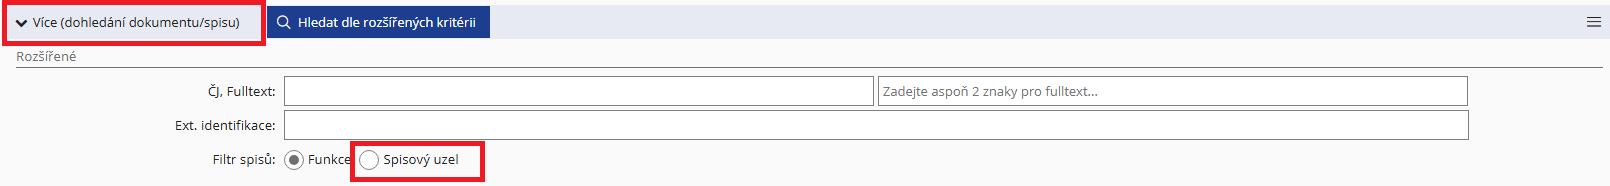 Více (dohledání dokumentu/spisu) Hledat dle rozšířených kritérii
Rozšířené
ČJ, Fulltext: Zadejte aspoň 2 znaky pro fulltext...
Ext. identifikace:
Filtr spisů: Funkce Spisový uzel